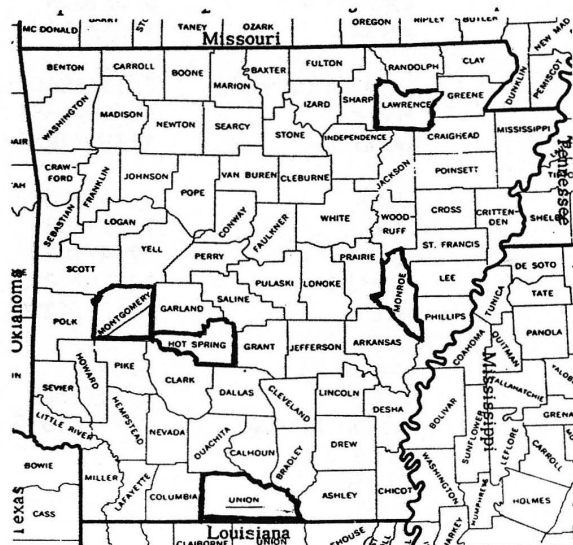 MC DONALD
TANEY
OZARK
OREGON
RIPLEY
BUTLER
Missouri
NEW MAD
DUNKLIN
PEMISCOT
BENTON
CARROLL
BOONE
MARION
BAXTER
FULTON
RANDOLPH
CLAY
IZARD
SHARP
LAWRENCE
GREENE
WASHINGTON
MADISON
NEWTON
SEARCY
STONE
INDEPENDENCE
CRAIGHEAD
MISSISSIPPI
JACKSON
POINSETT
Tennessee
CRAW-
FORD
FRANKLIN
JOHNSON
POPE
VAN BUREN
CLEBURNE
SEBASTIAN
LOGAN
CONWAY
FAULKNER
WHITE
WOOD-
RUFF
CROSS
CRITTEN-
DEN
SHELB
YELL
PERRY
PRAIRIE
ST. FRANCIS
SCOTT
Oklahoma
MONTGOMERY
GARLAND
SALINE
PULASKI
LONOKE
MONROE
LEE
DE SOTO
TUNICA
TATE
POLK
HOT SPRING
GRANT
JEFFERSON
ARKANSAS
PHILLIPS
COAHOMA
QUITMAN
PANOLA
Mississippi
HOWARD
PIKE
CLARK
DALLAS
CLEVELAND
LINCOLN
DESHA
SEVIER
LITTLE RIVER
HEMPSTEAD
NEVADA
OUACHITA
CALHOUN
BRADLEY
DREW
BOLIVAR
SUNFLOWER
TALLAHATCHIE
YALOB
GRENA
LEFLORE
CARROLL
BOWIE
Texas
CASS
MILLER
LAFAYETTE
COLUMBIA
UNION
ASHLEY
CHICOT
WASHINGTON
HUMPHREYS
HOLMES
Louisiana
CLAIBORNE
UNION